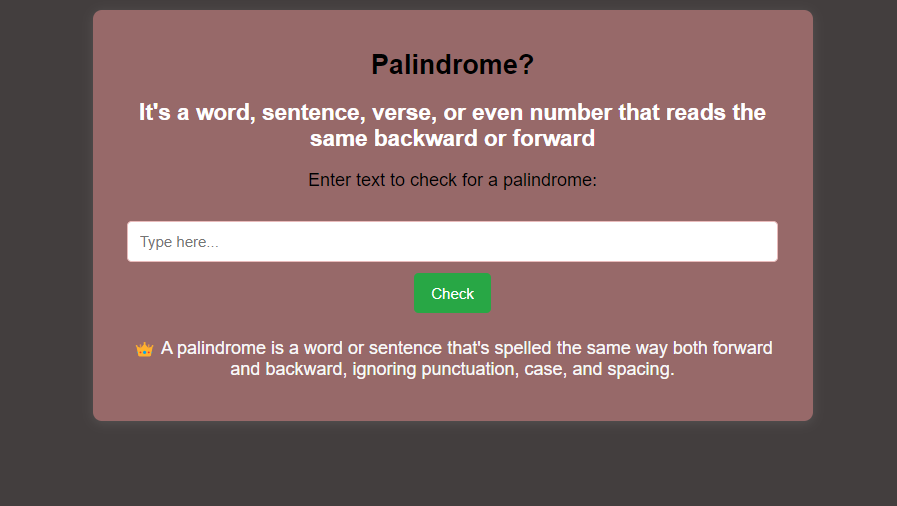 Palindrome?
It's a word, sentence, verse, or even number that reads the
same backward or forward
Enter text to check for a palindrome:
Type here...
Check
👑 A palindrome is a word or sentence that's spelled the same way both forward
and backward, ignoring punctuation, case, and spacing.